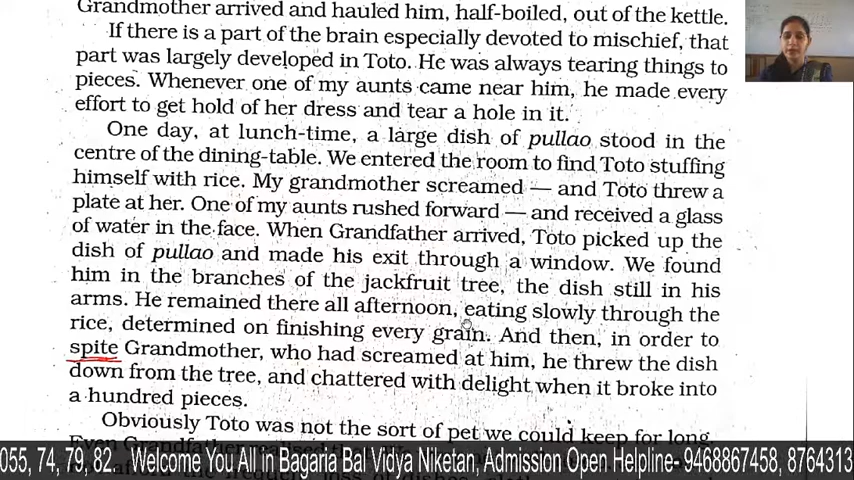 Grandmother arrived and hauled him, half-boiled, out of the kettle.
If there is a part of the brain especially devoted to mischief, that
part was largely developed in Toto. He was always tearing things to
pieces. Whenever one of my aunts came near him, he made every
effort to get hold of her dress and tear a hole in it.
One day, at lunch-time, a large dish of pullao stood in the
centre of the dining-table. We entered the room to find Toto stuffing
himself with rice. My grandmother screamed — and Toto threw a
plate at her. One of my aunts rushed forward — and received a glass
of water in the face. When Grandfather arrived, Toto picked up the
dish of pullao and made his exit through a window. We found
him in the branches of the jackfruit tree, the dish still in his
arms. He remained there all afternoon, eating slowly through the
rice, determined on finishing every grain. And then, in order to
spite Grandmother, who had screamed at him, he threw the dish
down from the tree, and chattered with delight when it broke into
a hundred pieces.
Obviously Toto was not the sort of pet we could keep for long.
Even Grandfather realised
055, 74, 79, 82. Welcome You All in Bagaria Bal Vidya Niketan, Admission Open Helpline- 9468867458, 8764313